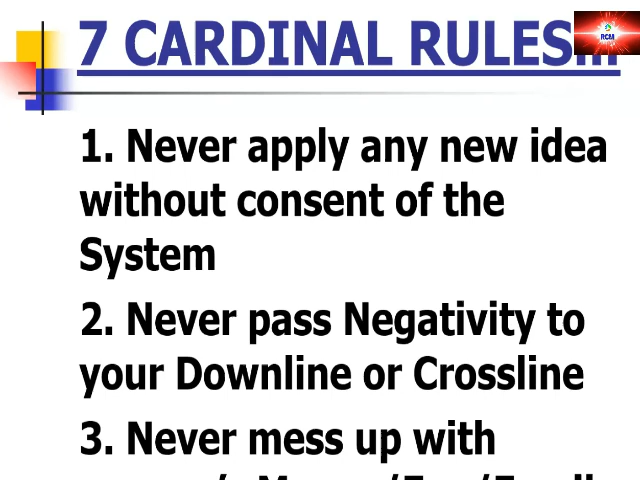 7 CARDINAL RULES...
RCM
1. Never apply any new idea
without consent of the
System
2. Never pass Negativity to
your Downline or Crossline
3. Never mess up with